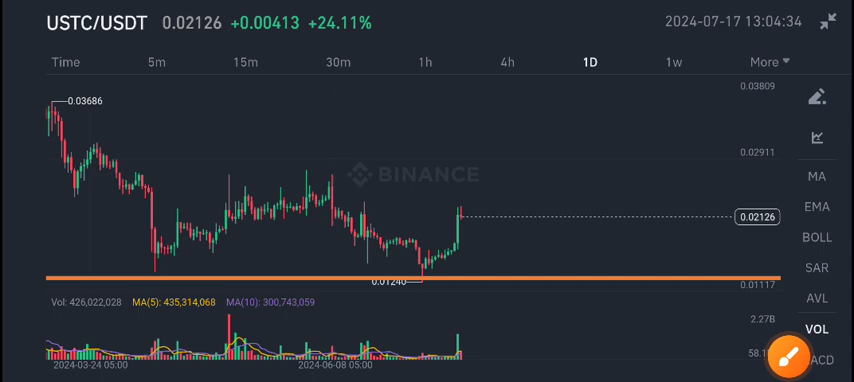 USTC/USDT 0.02126 +0.00413 +24.11% 2024-07-17 13:04:34
Time 5m 15m 30m 1h 4h 1D 1w More
0.03809
0.03686
0.02911
BINANCE
MA
EMA
0.02126
BOLL
SAR
0.01240
0.01117
Vol: 426,022,028 MA(5): 435,314,068 MA(10): 300,743,059
AVL
2.27B
VOL
2024-03-24 05:00 2024-06-08 05:00